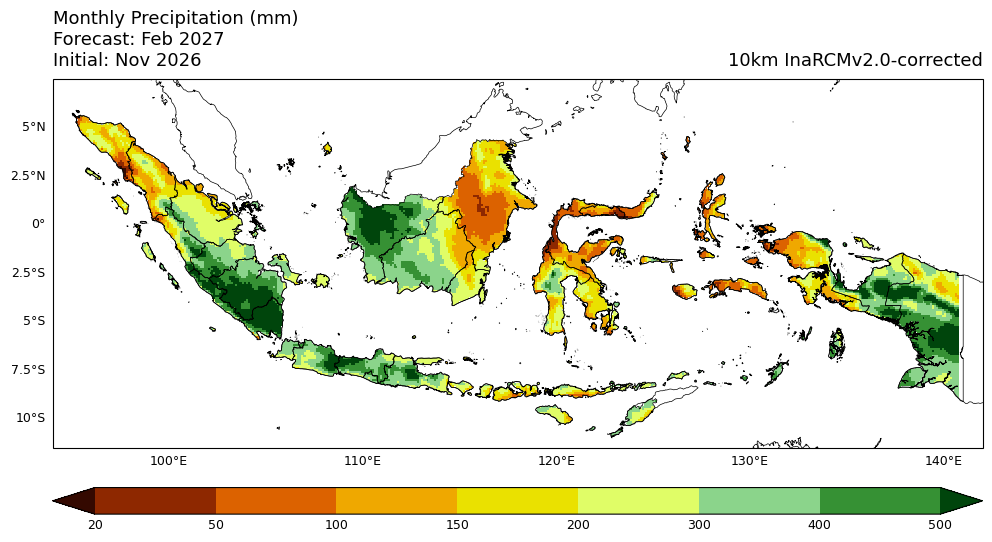 Monthly Precipitation (mm)
Forecast: Feb 2027
Initial: Nov 2026
10km InaRCMv2.0-corrected
5°N
2.5°N
0°
2.5°S
5°S
7.5°S
10°S
100°E 110°E 120°E 130°E 140°E
20 50 100 150 200 300 400 500